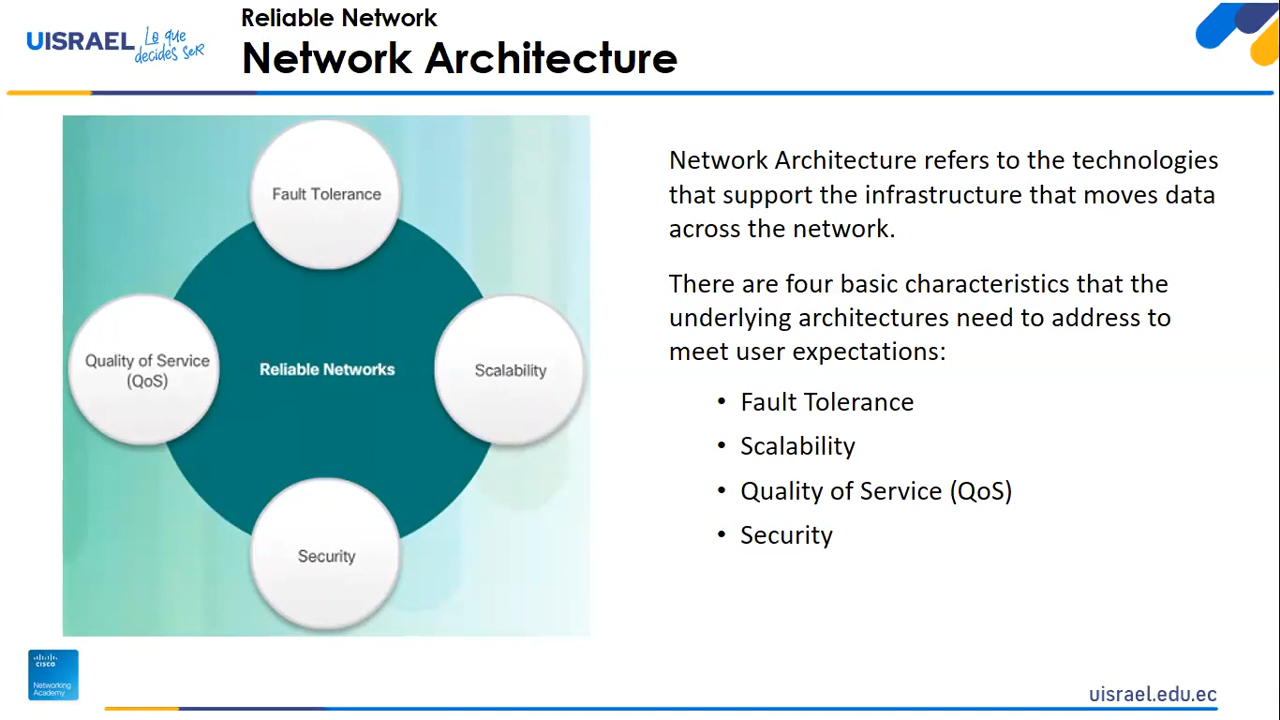 UISRAEL Lo que
decides seR
Reliable Network
Network Architecture
Fault Tolerance
Quality of Service
(QoS)
Reliable Networks
Scalability
Security
Network Architecture refers to the technologies
that support the infrastructure that moves data
across the network.
There are four basic characteristics that the
underlying architectures need to address to
meet user expectations:
• Fault Tolerance
• Scalability
• Quality of Service (QoS)
• Security
CISCO
Networking
Academy
uisrael.edu.ec